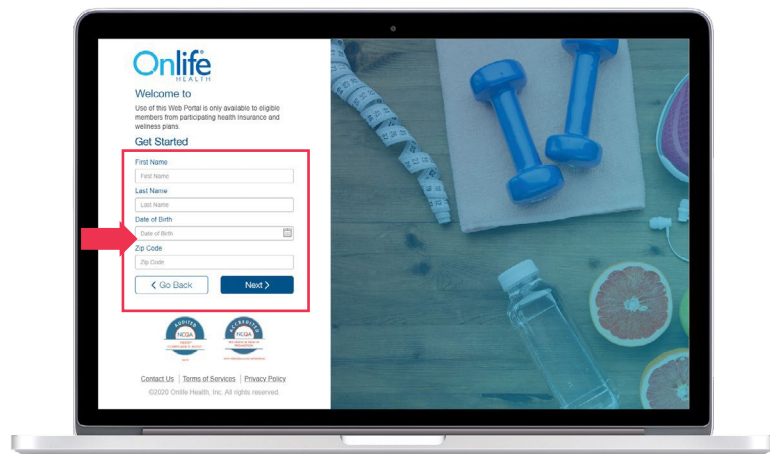 Onlife
HEALTH
Welcome to
Use of this Web Portal is only available to eligible
members from participating health insurance and
wellness plans.
Get Started
First Name
First Name
Last Name
Last Name
Date of Birth
Date of Birth
Zip Code
Zip Code
Go Back
Next
AUDITED
NCQA
ACCREDITED
NCQA
Contact Us | Terms of Services | Privacy Policy
©2020 Onlife Health, Inc. All rights reserved.